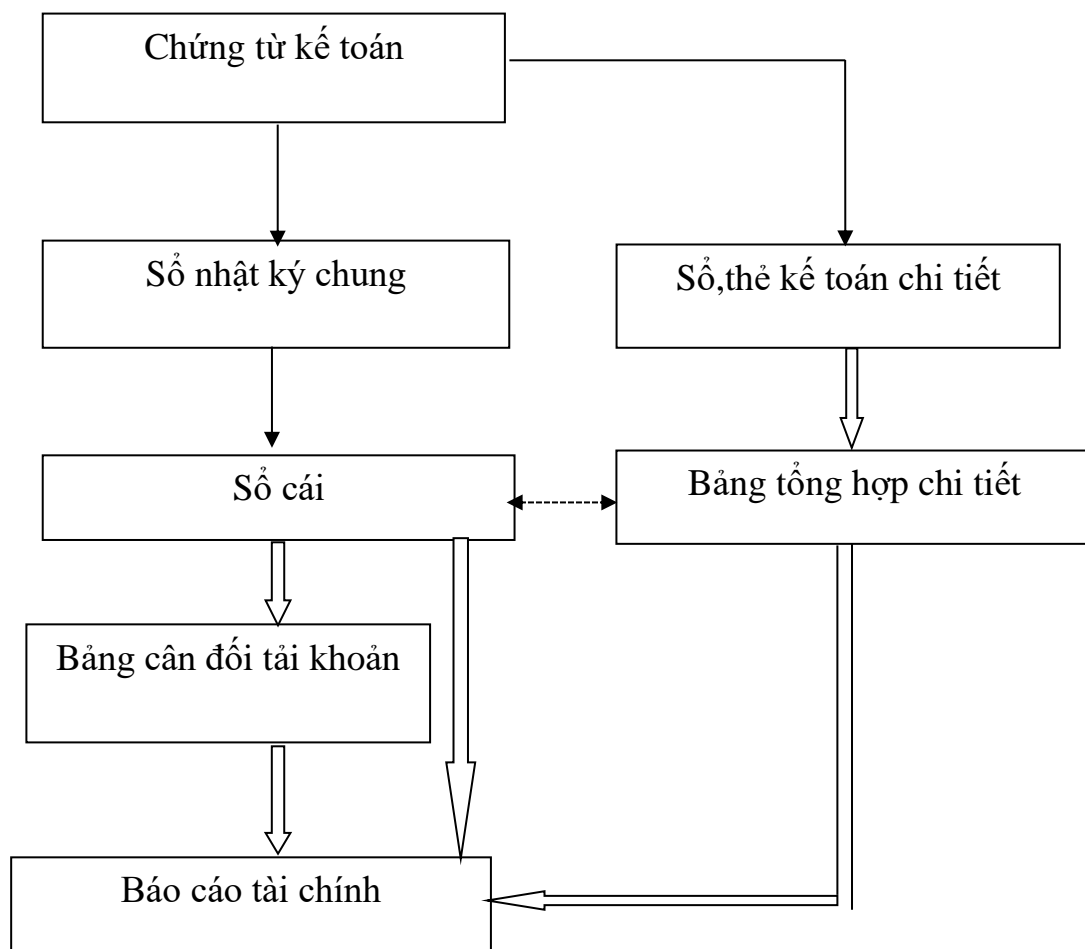 Chứng từ kế toán
Sổ nhật ký chung
Sổ,thẻ kế toán chi tiết
Sổ cái
Bảng tổng hợp chi tiết
Bảng cân đối tải khoản
Báo cáo tài chính